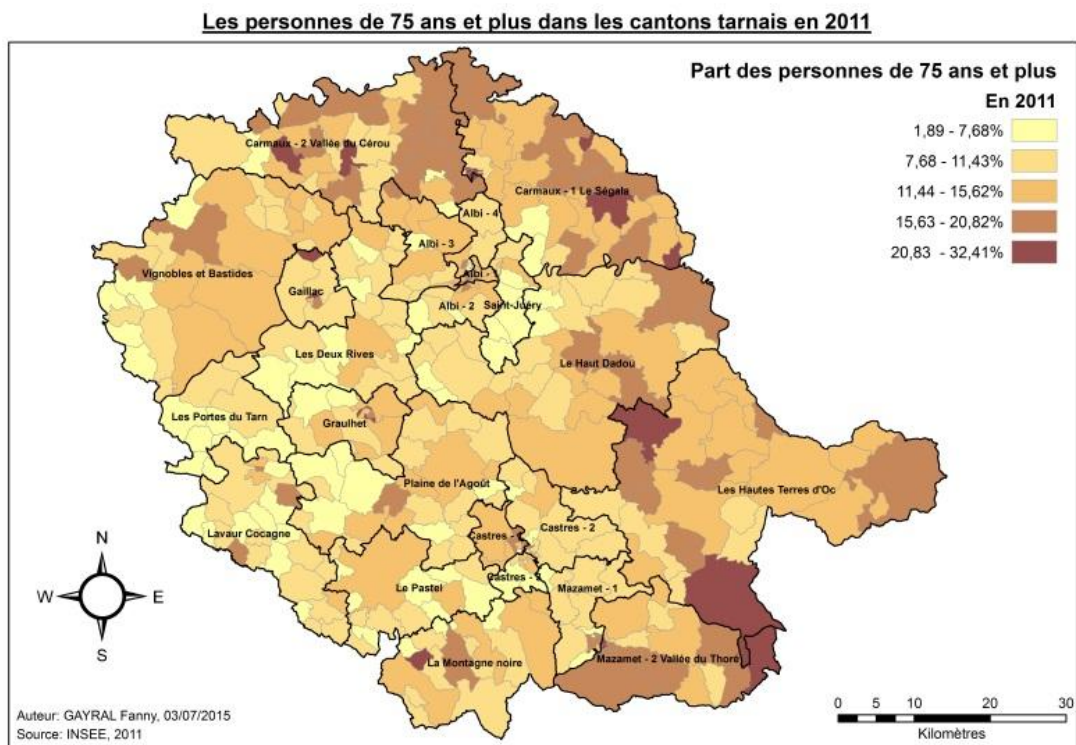 Les personnes de 75 ans et plus dans les cantons tarnais en 2011
Part des personnes de 75 ans et plus
En 2011
1,89 - 7,68%
7,68 - 11,43%
11,44 - 15,62%
15,63 - 20,82%
20,83 - 32,41%
Carmaux - 2 Vallée du Cérou
Carmaux - 1 Le Ségala
Albi - 4
Albi - 3
Vignobles et Bastides
Albi -
Gaillac
Albi - 2
Saint-Juéry
Les Deux Rives
Le Haut Dadou
Les Portes du Tarn
Graulhet
Plaine de l'Agoût
Les Hautes Terres d'Oc
Lavaur Cocagne
Castres - 2
Castres -
Castres - 3
Le Pastel
Mazamet - 1
La Montagne noire
Mazamet - 2 Vallée du Thoré
N
W
E
S
Auteur: GAYRAL Fanny, 03/07/2015
Source: INSEE, 2011
0 10 20 30
Kilomètres